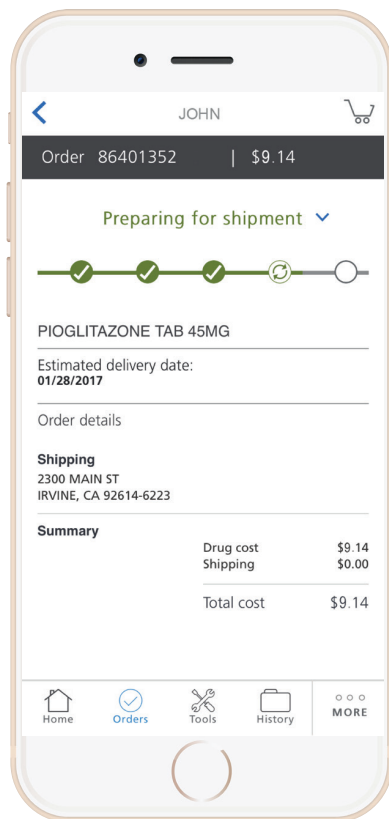 JOHN
Order 86401352 | $9.14
Preparing for shipment
PIOGLITAZONE TAB 45MG
Estimated delivery date:
01/28/2017
Order details
Shipping
2300 MAIN ST
IRVINE, CA 92614-6223
Summary
Drug cost $9.14
Shipping $0.00
Total cost $9.14
Home Orders Tools History MORE